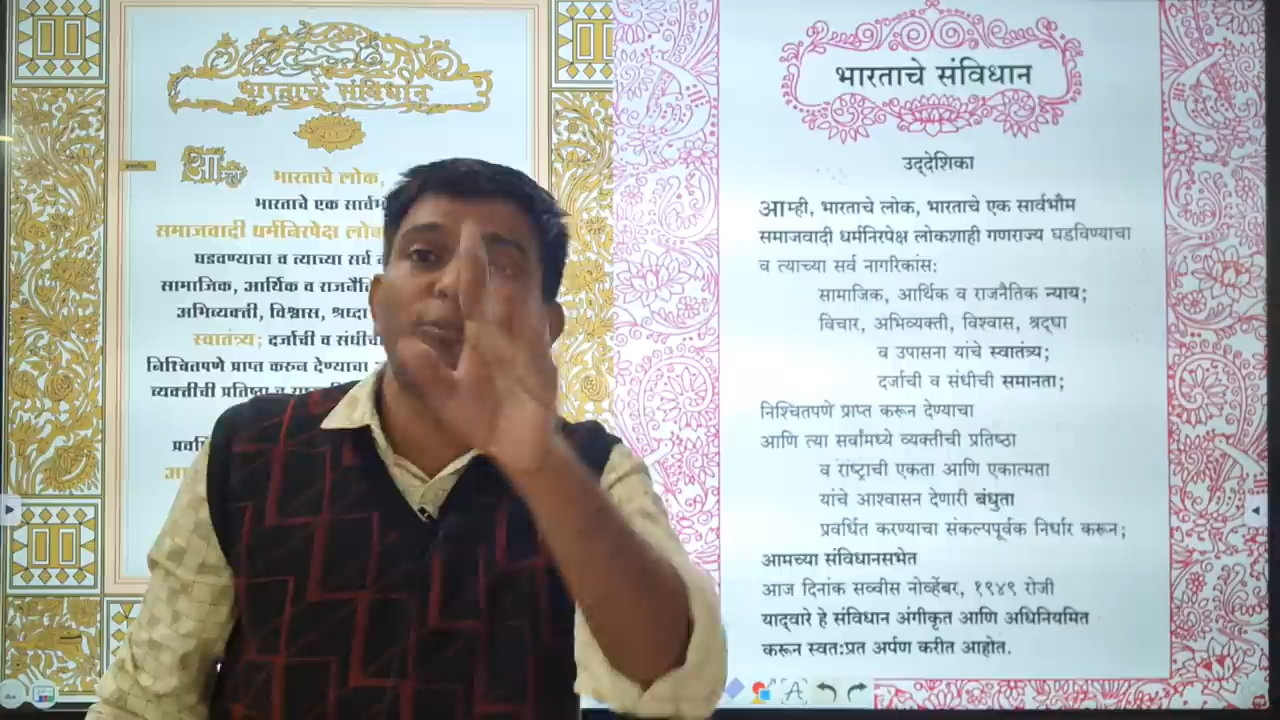 भारताचे संविधान
भारताचे लोक,
भारताचे एक
समाजवादी धर्मनिरपेक्ष
घडवण्याचा व त्याच्या सर्व
सामाजिक, आर्थिक व
अभिव्यक्ती, विश्वास, श्रध्दा
स्वातंत्र्य; दर्जाची व
निश्चितपणे प्राप्त करुन देण्याचा
व्यक्तीची प्रतिष्ठा व
भारताचे संविधान
उद्‌देशिका
आम्ही, भारताचे लोक, भारताचे एक सार्वभौम
समाजवादी धर्मनिरपेक्ष लोकशाही गणराज्य घडविण्याचा
व त्याच्या सर्व नागरिकांस:
सामाजिक, आर्थिक व राजनैतिक न्याय;
विचार, अभिव्यक्ती, विश्वास, श्रद्‌धा
व उपासना यांचे स्वातंत्र्य;
दर्जाची व संधीची समानता;
निश्चितपणे प्राप्त करून देण्याचा
आणि त्या सर्वांमध्ये व्यक्तीची प्रतिष्ठा
व राष्ट्राची एकता आणि एकात्मता
यांचे आश्वासन देणारी बंधुता
प्रवर्धित करण्याचा संकल्पपूर्वक निर्धार करून;
आमच्या संविधानसभेत
आज दिनांक सव्वीस नोव्हेंबर, १९४९ रोजी
याद्‌वारे हे संविधान अंगीकृत आणि अधिनियमित
करून स्वत:प्रत अर्पण करीत आहोत.